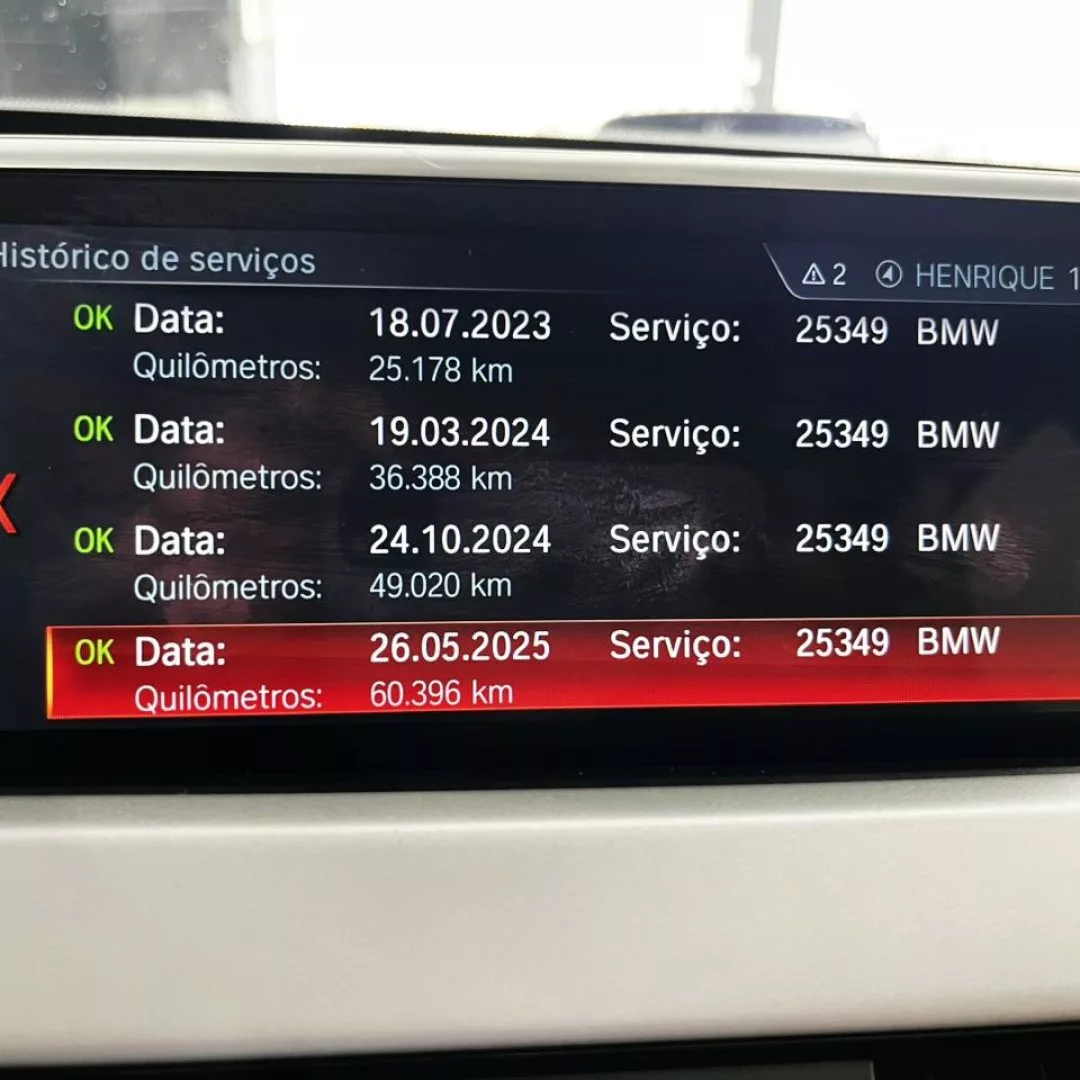 Histórico de serviços
2 HENRIQUE 1
OK Data: 18.07.2023 Serviço: 25349 BMW
Quilômetros: 25.178 km
OK Data: 19.03.2024 Serviço: 25349 BMW
Quilômetros: 36.388 km
OK Data: 24.10.2024 Serviço: 25349 BMW
Quilômetros: 49.020 km
OK Data: 26.05.2025 Serviço: 25349 BMW
Quilômetros: 60.396 km